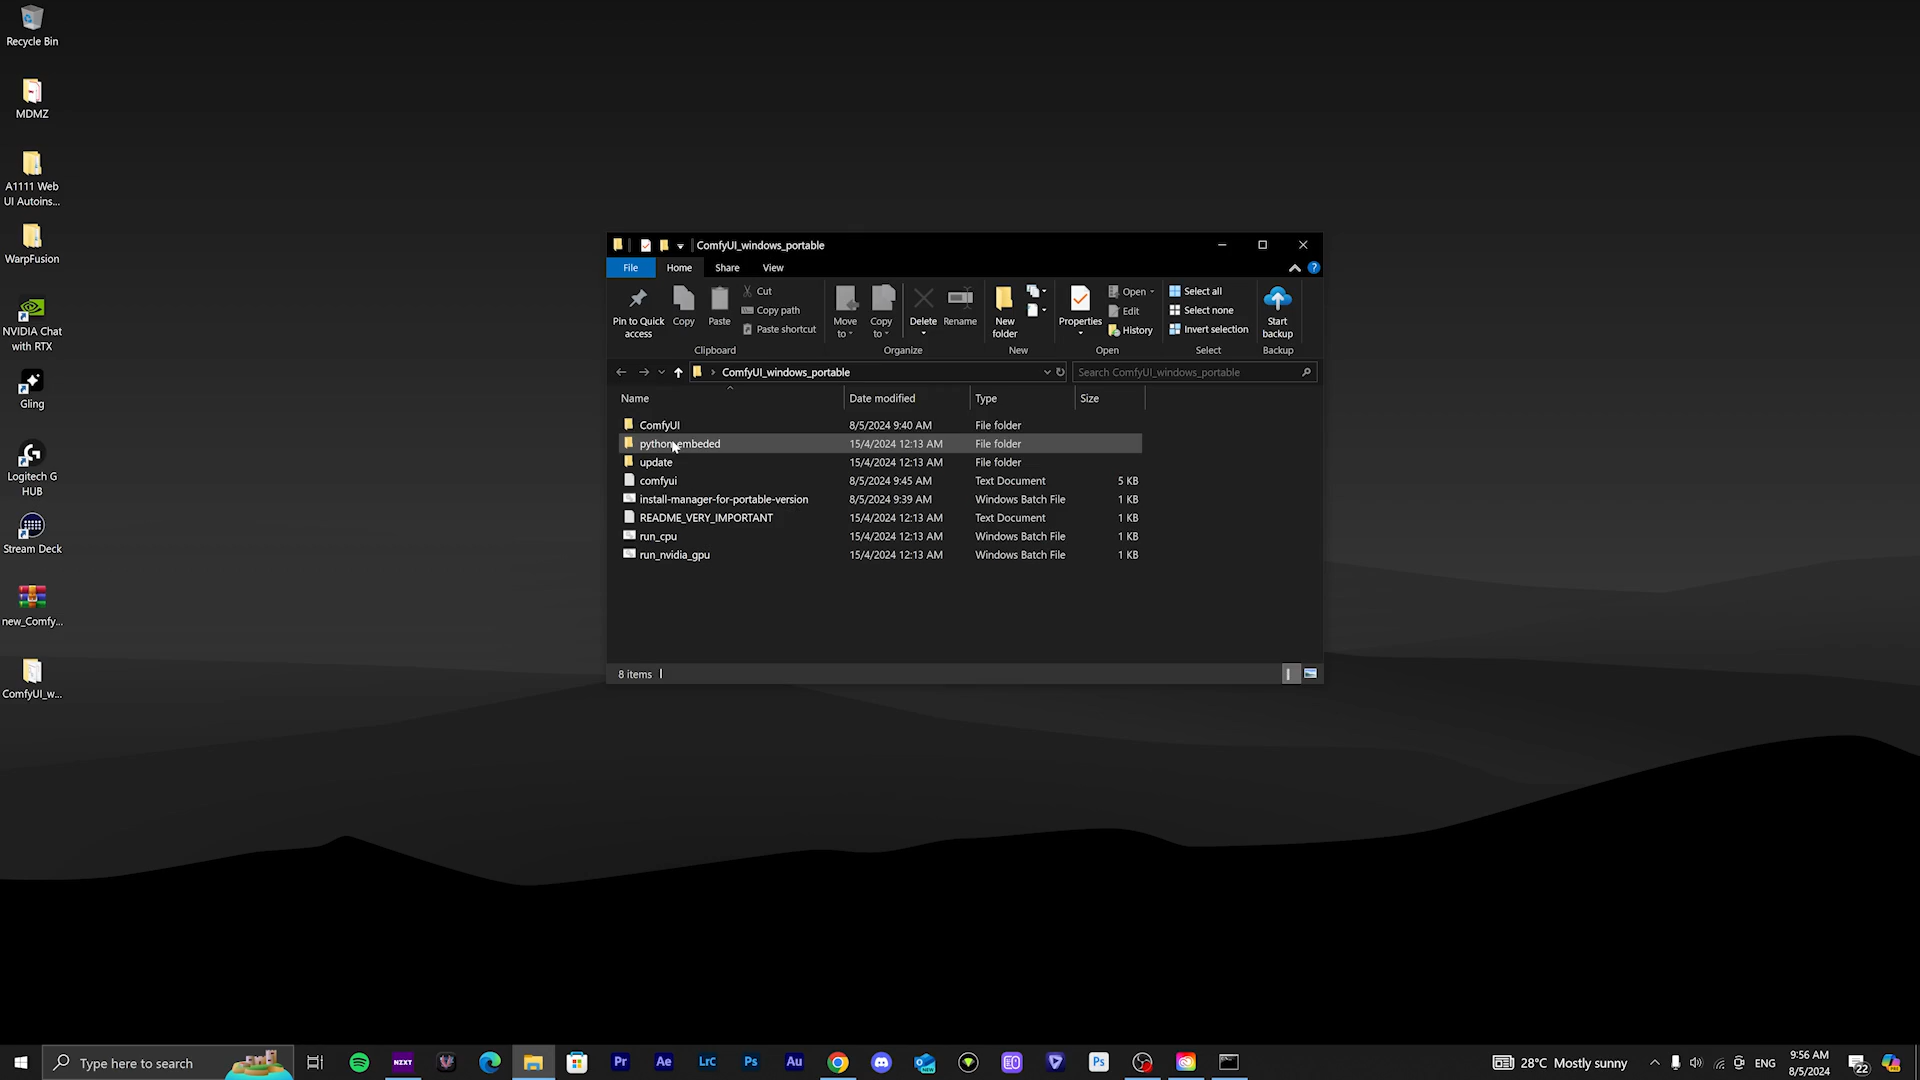 Recycle Bin
MDMZ
A1111 Web
UI Autoins...
WarpFusion
NVIDIA Chat
with RTX
Gling
Logitech G
HUB
Stream Deck
new_Comfy...
ComfyUI_w...
ComfyUI_windows_portable
File
Home
Share
View
Pin to Quick
access
Copy
Paste
Cut
Copy path
Paste shortcut
Clipboard
Move
to
Copy
to
Delete
Rename
Organize
New
folder
New
Properties
Open
Edit
History
Open
Select all
Select none
Invert selection
Select
Start
backup
Backup
ComfyUI_windows_portable
Search ComfyUI_windows_portable
Name Date modified Type Size
ComfyUI 8/5/2024 9:40 AM File folder
python_embeded 15/4/2024 12:13 AM File folder
update 15/4/2024 12:13 AM File folder
comfyui 8/5/2024 9:45 AM Text Document 5 KB
install-manager-for-portable-version 8/5/2024 9:39 AM Windows Batch File 1 KB
README_VERY_IMPORTANT 15/4/2024 12:13 AM Text Document 1 KB
run_cpu 15/4/2024 12:13 AM Windows Batch File 1 KB
run_nvidia_gpu 15/4/2024 12:13 AM Windows Batch File 1 KB
8 items
Type here to search
NZXT
Pr
Ae
LrC
Ps
Au
NEW
Ps
28°C Mostly sunny
ENG
9:56 AM
8/5/2024
22
PRE